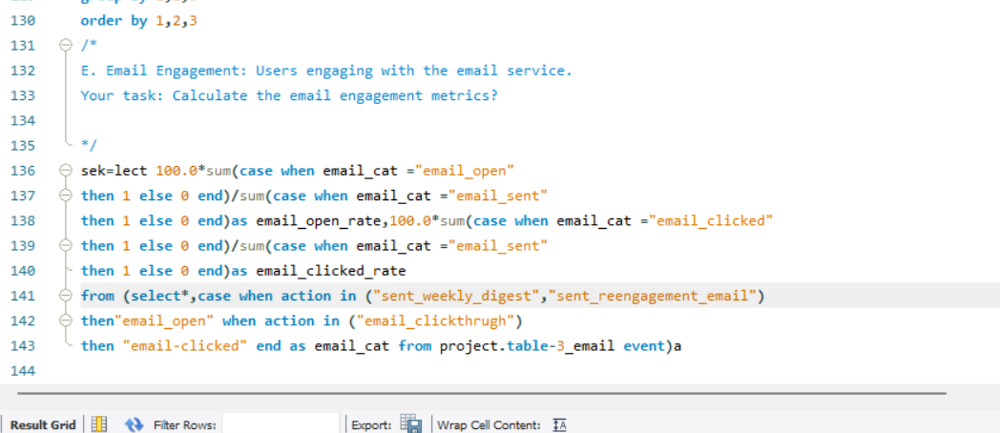 130 order by 1,2,3
131 /*
132 E. Email Engagement: Users engaging with the email service.
133 Your task: Calculate the email engagement metrics?
134
135 */
136 sek=lect 100.0*sum(case when email_cat ="email_open"
137 then 1 else 0 end)/sum(case when email_cat ="email_sent"
138 then 1 else 0 end)as email_open_rate,100.0*sum(case when email_cat ="email_clicked"
139 then 1 else 0 end)/sum(case when email_cat ="email_sent"
140 then 1 else 0 end)as email_clicked_rate
141 from (select*,case when action in ("sent_weekly_digest","sent_reengagement_email")
142 then"email_open" when action in ("email_clickthrugh")
143 then "email-clicked" end as email_cat from project.table-3_email event)a
144
Result Grid Filter Rows: Export: Wrap Cell Content: